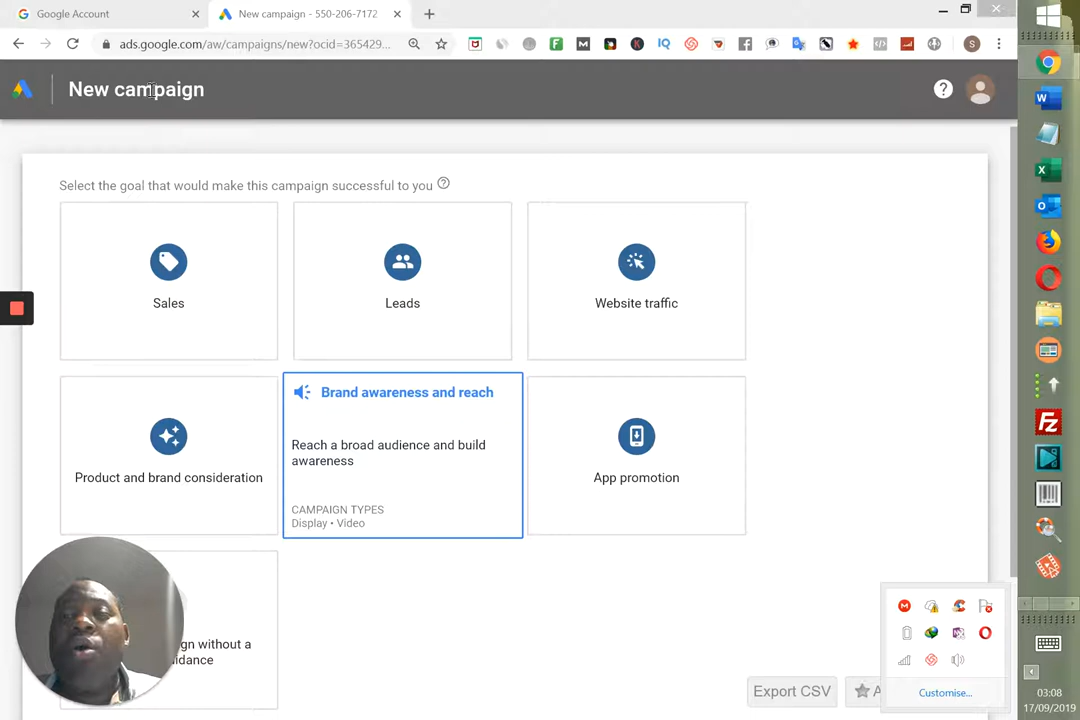 Google Account
New campaign - 550-206-7172
ads.google.com/aw/campaigns/new?ocid=365429...
IQ
New campaign
Select the goal that would make this campaign successful to you
Sales
Leads
Website traffic
Product and brand consideration
Brand awareness and reach
Reach a broad audience and build
awareness
CAMPAIGN TYPES
Display • Video
App promotion
gn without a
idance
Export CSV
A
Customise...
03:08
17/09/2019